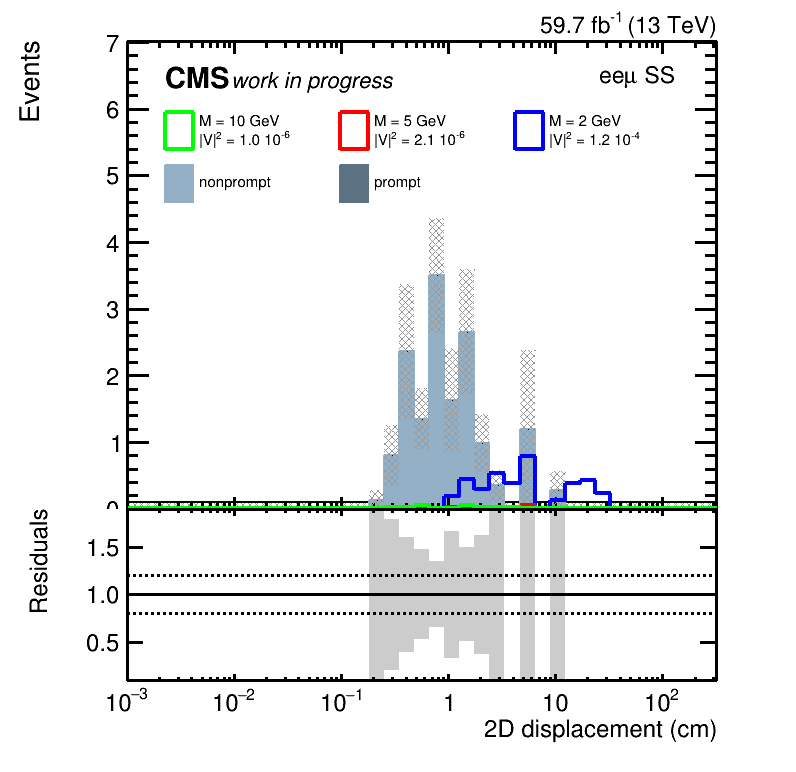 59.7 fb⁻¹ (13 TeV)
Events
CMS work in progress
eeμ SS
M = 10 GeV
|V|² = 1.0 10⁻⁶
M = 5 GeV
|V|² = 2.1 10⁻⁶
M = 2 GeV
|V|² = 1.2 10⁻⁴
nonprompt
prompt
7
6
5
4
3
2
1
0
Residuals
1.5
1.0
0.5
10⁻³ 10⁻² 10⁻¹ 1 10 10²
2D displacement (cm)